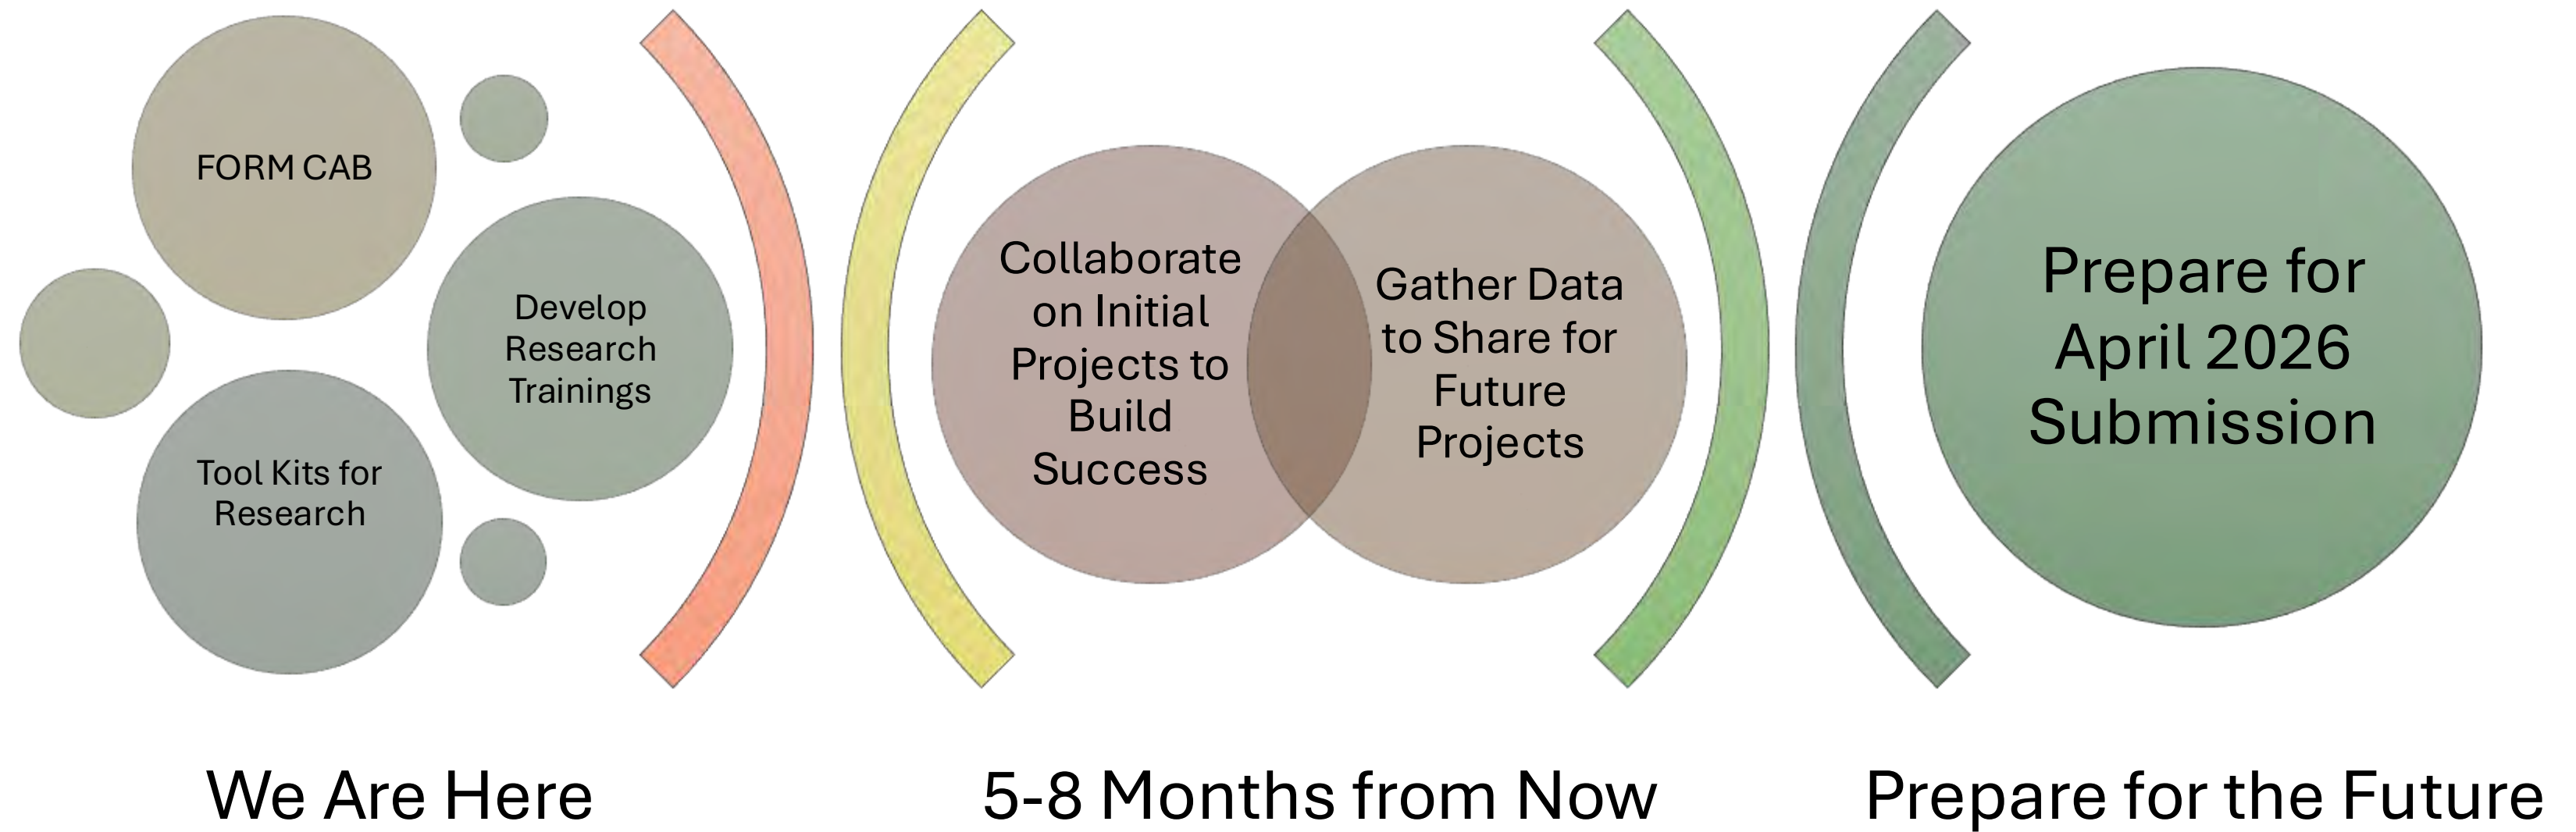 FORM CAB
Develop
Research
Trainings
Tool Kits for
Research
Collaborate
on Initial
Projects to
Build
Success
Gather Data
to Share for
Future
Projects
Prepare for
April 2026
Submission
We Are Here
5-8 Months from Now
Prepare for the Future